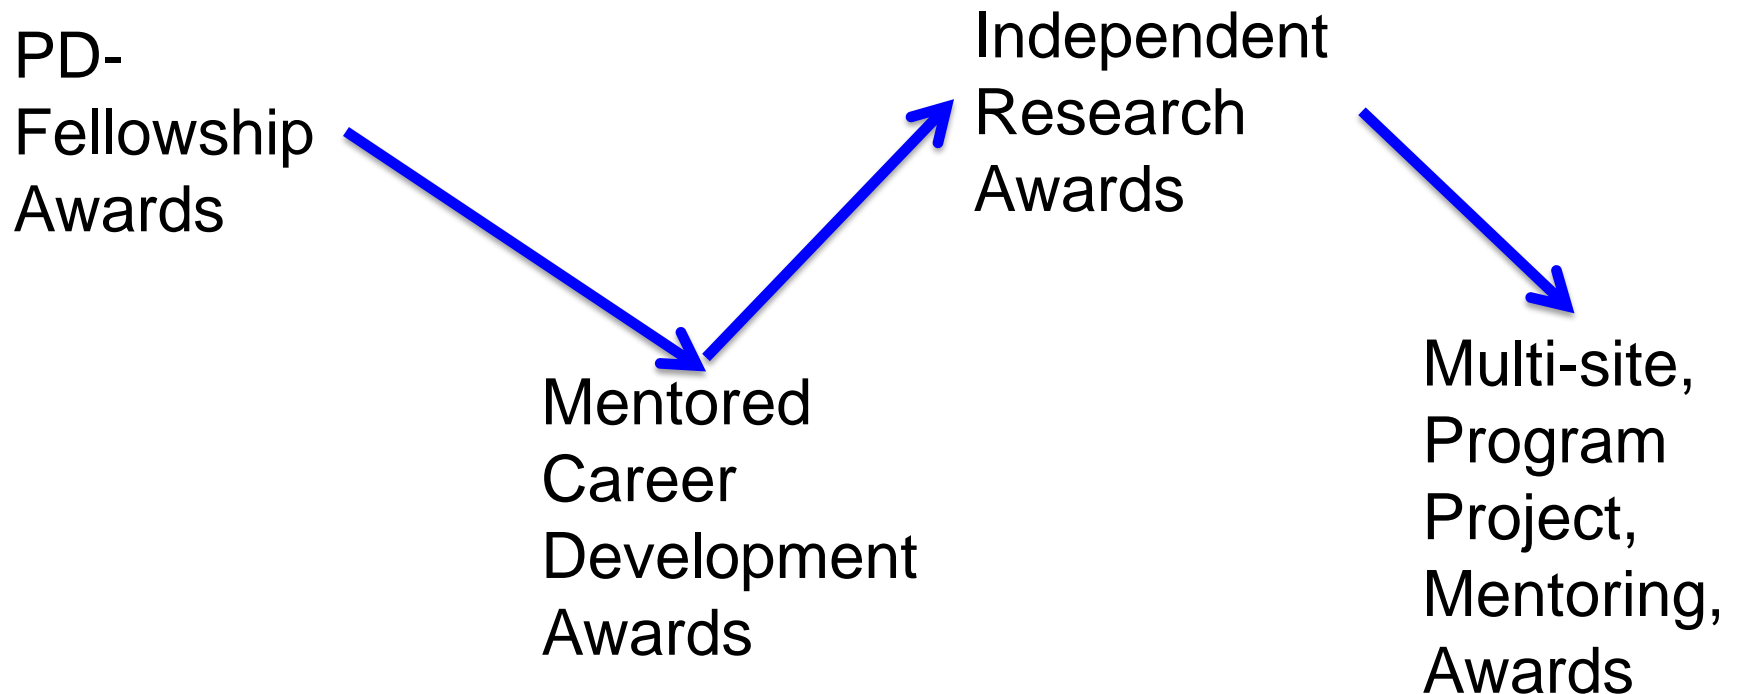 PD-
Fellowship
Awards
Mentored
Career
Development
Awards
Independent
Research
Awards
Multi-site,
Program
Project,
Mentoring,
Awards